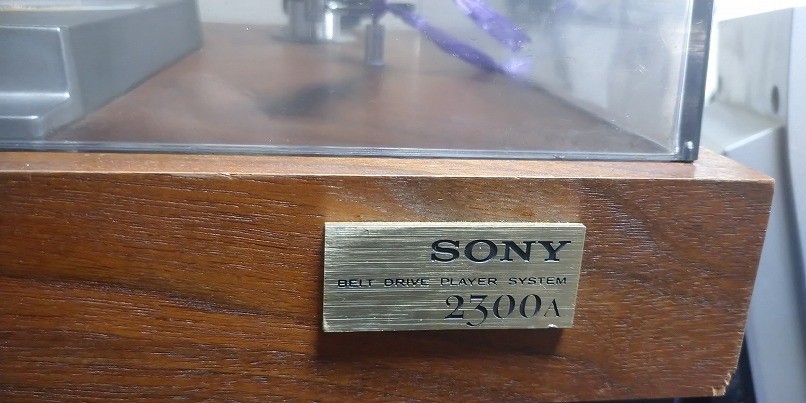 SONY
BELT DRIVE PLAYER SYSTEM
2300A